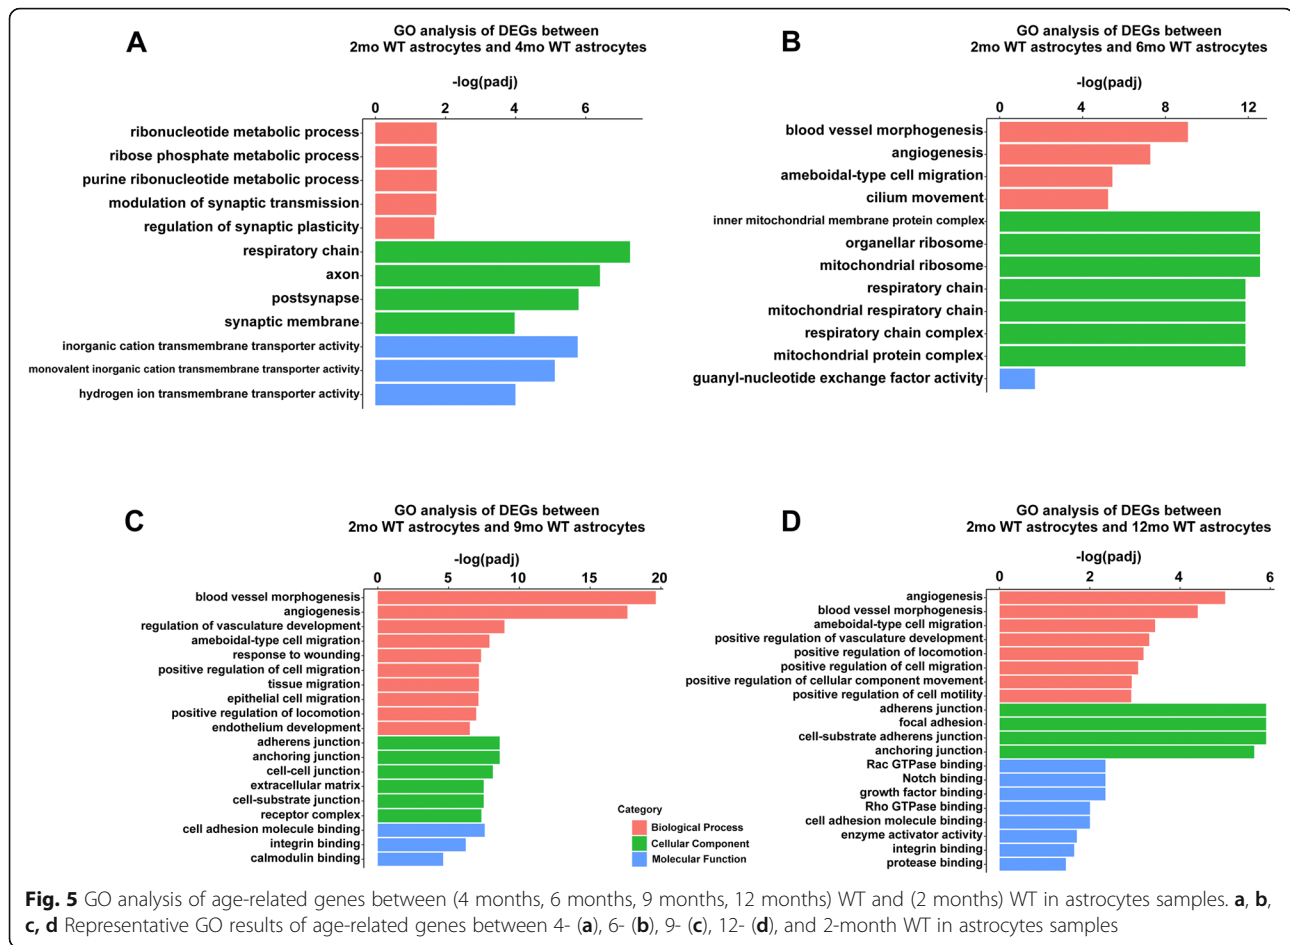 A
GO analysis of DEGs between
2mo WT astrocytes and 4mo WT astrocytes
-log(padj)
0 2 4 6
ribonucleotide metabolic process
ribose phosphate metabolic process
purine ribonucleotide metabolic process
modulation of synaptic transmission
regulation of synaptic plasticity
respiratory chain
axon
postsynapse
synaptic membrane
inorganic cation transmembrane transporter activity
monovalent inorganic cation transmembrane transporter activity
hydrogen ion transmembrane transporter activity
B
GO analysis of DEGs between
2mo WT astrocytes and 6mo WT astrocytes
-log(padj)
0 4 8 12
blood vessel morphogenesis
angiogenesis
ameboidal-type cell migration
cilium movement
inner mitochondrial membrane protein complex
organellar ribosome
mitochondrial ribosome
respiratory chain
mitochondrial respiratory chain
respiratory chain complex
mitochondrial protein complex
guanyl-nucleotide exchange factor activity
C
GO analysis of DEGs between
2mo WT astrocytes and 9mo WT astrocytes
-log(padj)
0 5 10 15 20
blood vessel morphogenesis
angiogenesis
regulation of vasculature development
ameboidal-type cell migration
response to wounding
positive regulation of cell migration
tissue migration
epithelial cell migration
positive regulation of locomotion
endothelium development
adherens junction
anchoring junction
cell-cell junction
extracellular matrix
cell-substrate junction
receptor complex
cell adhesion molecule binding
integrin binding
calmodulin binding
Category
Biological Process
Cellular Component
Molecular Function
D
GO analysis of DEGs between
2mo WT astrocytes and 12mo WT astrocytes
-log(padj)
0 2 4 6
angiogenesis
blood vessel morphogenesis
ameboidal-type cell migration
positive regulation of vasculature development
positive regulation of locomotion
positive regulation of cell migration
positive regulation of cellular component movement
positive regulation of cell motility
adherens junction
focal adhesion
cell-substrate adherens junction
anchoring junction
Rac GTPase binding
Notch binding
growth factor binding
Rho GTPase binding
cell adhesion molecule binding
enzyme activator activity
integrin binding
protease binding
Fig. 5 GO analysis of age-related genes between (4 months, 6 months, 9 months, 12 months) WT and (2 months) WT in astrocytes samples. a, b,
c, d Representative GO results of age-related genes between 4- (a), 6- (b), 9- (c), 12- (d), and 2-month WT in astrocytes samples